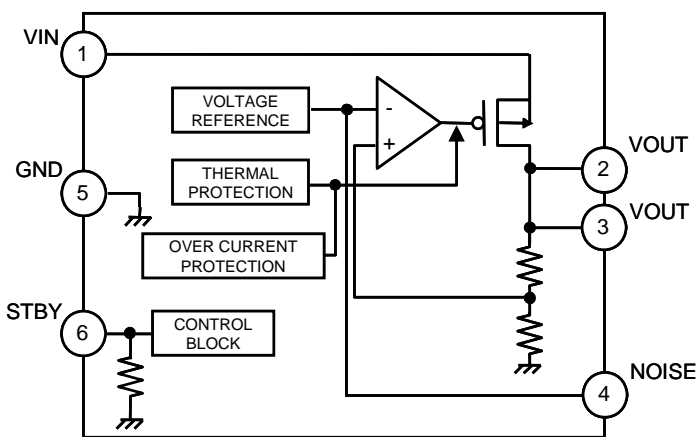 VIN
1
VOLTAGE
REFERENCE
-
+
GND
5
THERMAL
PROTECTION
VOUT
2
VOUT
3
OVER CURRENT
PROTECTION
STBY
6
CONTROL
BLOCK
NOISE
4